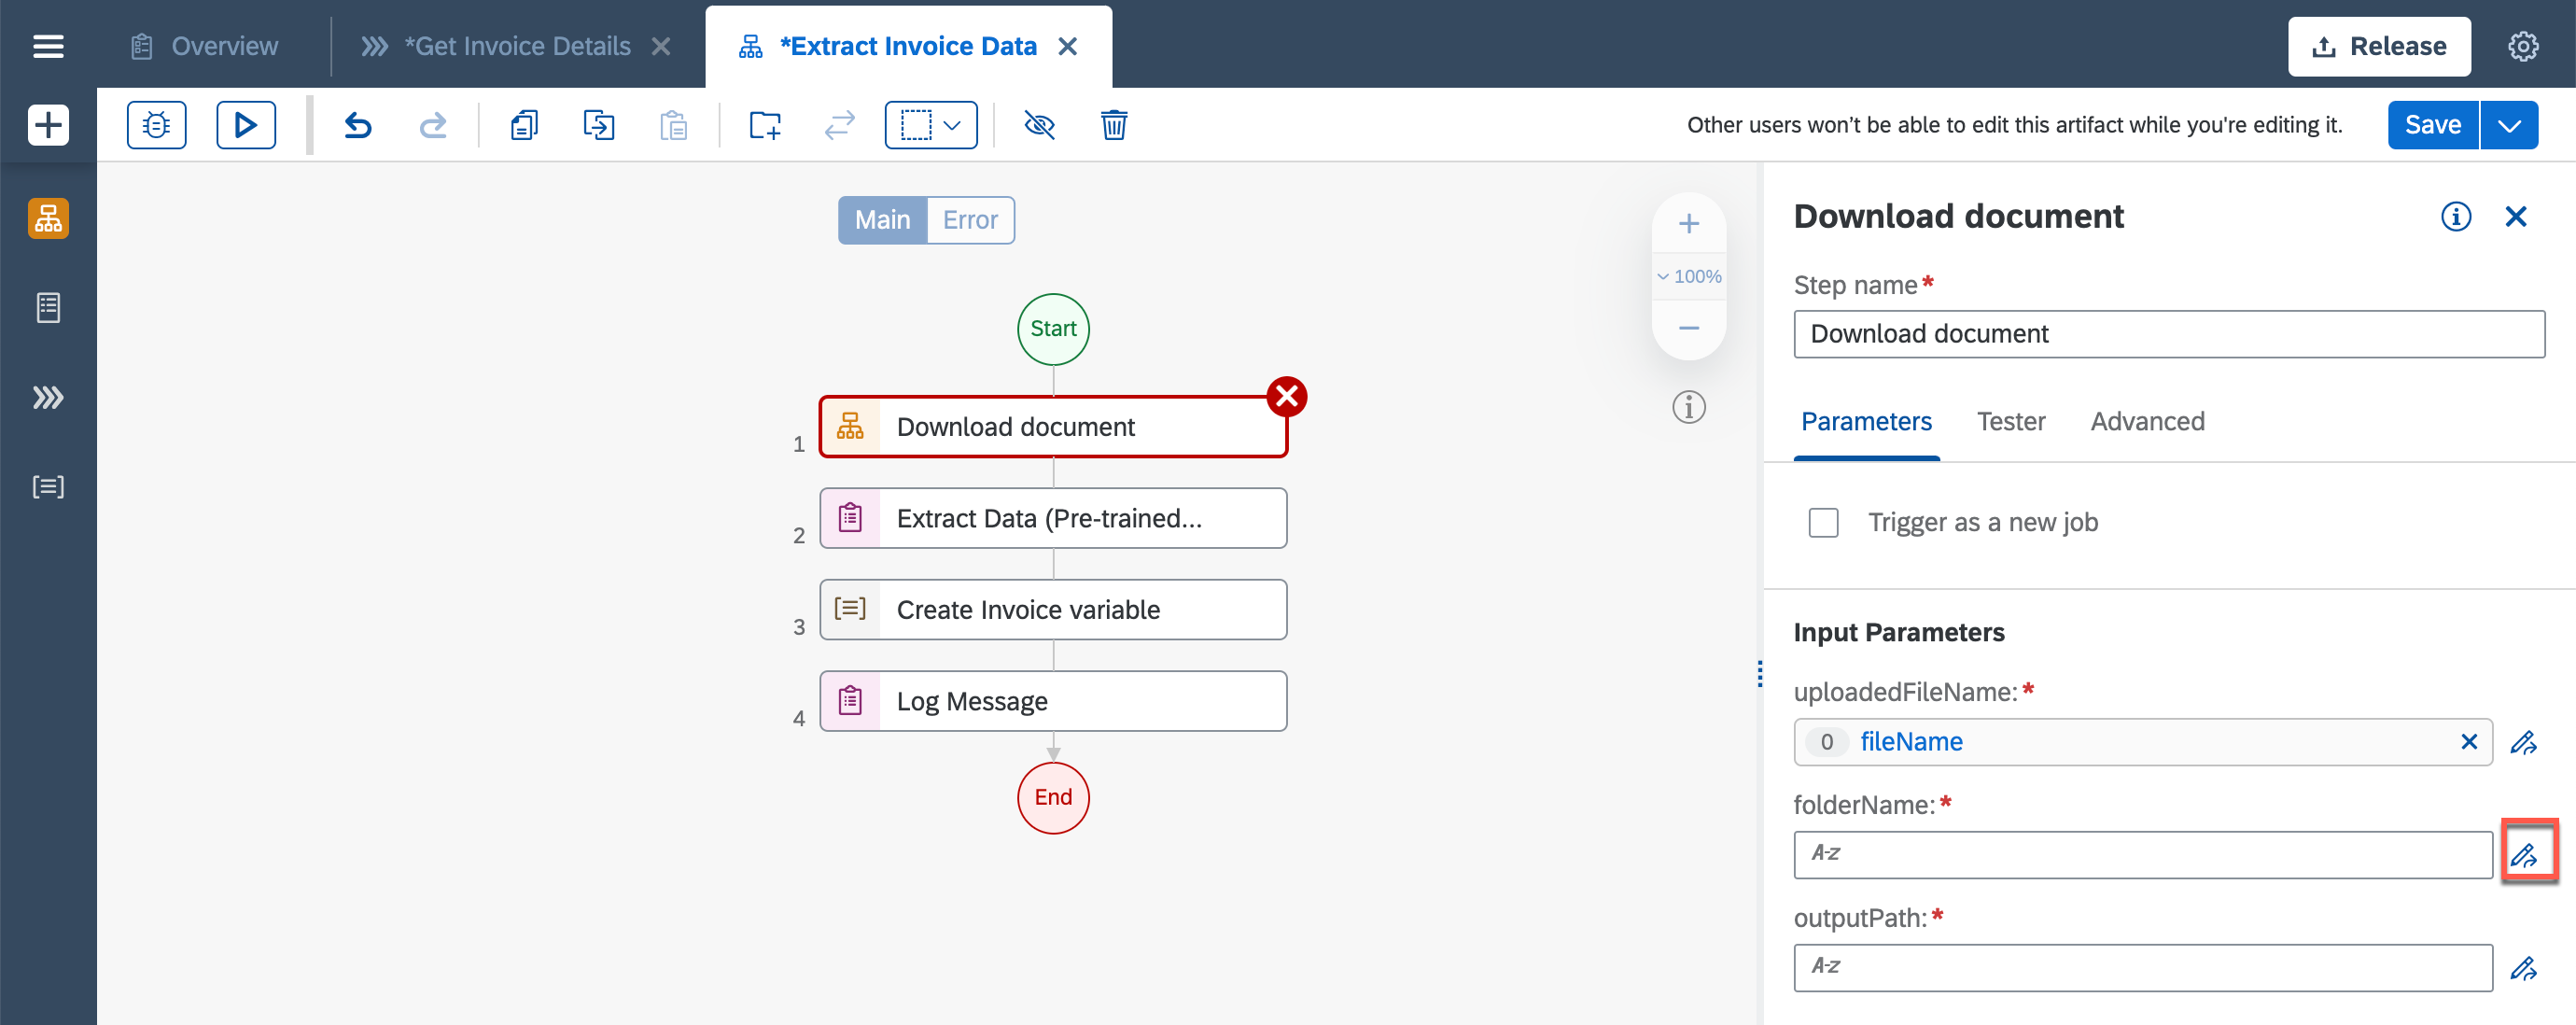 Overview
*Get Invoice Details
*Extract Invoice Data
Release
Other users won't be able to edit this artifact while you're editing it.
Save
Main
Error
100%
Start
1
Download document
2
Extract Data (Pre-trained...
3
Create Invoice variable
4
Log Message
End
Download document
Step name*
Download document
Parameters
Tester
Advanced
Trigger as a new job
Input Parameters
uploadedFileName:*
0 fileName
folderName:*
A-z
outputPath:*
A-z